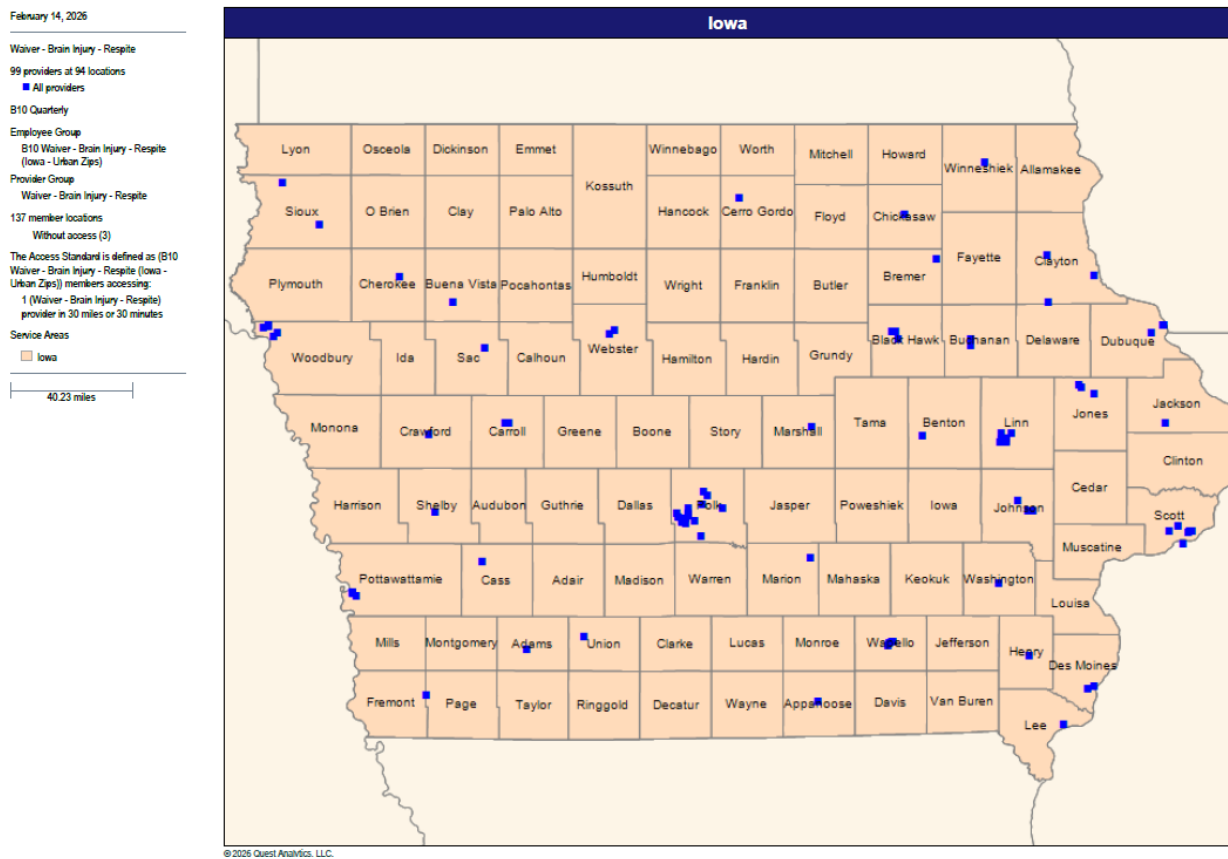 February 14, 2026
Waiver - Brain Injury - Respite
99 providers at 94 locations
All providers
B10 Quarterly
Employee Group
B10 Waiver - Brain Injury - Respite
(Iowa - Urban Zips)
Provider Group
Waiver - Brain Injury - Respite
137 member locations
Without access (3)
The Access Standard is defined as (B10
Waiver - Brain Injury - Respite (Iowa -
Urban Zips)) members accessing:
1 (Waiver - Brain Injury - Respite)
provider in 30 miles or 30 minutes
Service Areas
Iowa
40.23 miles
Iowa
Lyon Osceola Dickinson Emmet Winnebago Worth Mitchell Howard Winneshiek Allamakee
Kossuth
Sioux O Brien Clay Palo Alto Hancock Cerro Gordo Floyd Chickasaw
Plymouth Cherokee Buena Vista Pocahontas Humboldt Wright Franklin Butler Bremer Fayette Clayton
Woodbury Ida Sac Calhoun Webster Hamilton Hardin Grundy Black Hawk Buchanan Delaware Dubuque
Monona Crawford Carroll Greene Boone Story Marshall Tama Benton Linn Jones Jackson
Clinton
Harrison Shelby Audubon Guthrie Dallas Polk Jasper Poweshiek Iowa Johnson Cedar Scott
Muscatine
Pottawattamie Cass Adair Madison Warren Marion Mahaska Keokuk Washington
Louisa
Mills Montgomery Adams Union Clarke Lucas Monroe Wapello Jefferson Henry Des Moines
Fremont Page Taylor Ringgold Decatur Wayne Appanoose Davis Van Buren
Lee
© 2026 Quest Analytics, LLC.